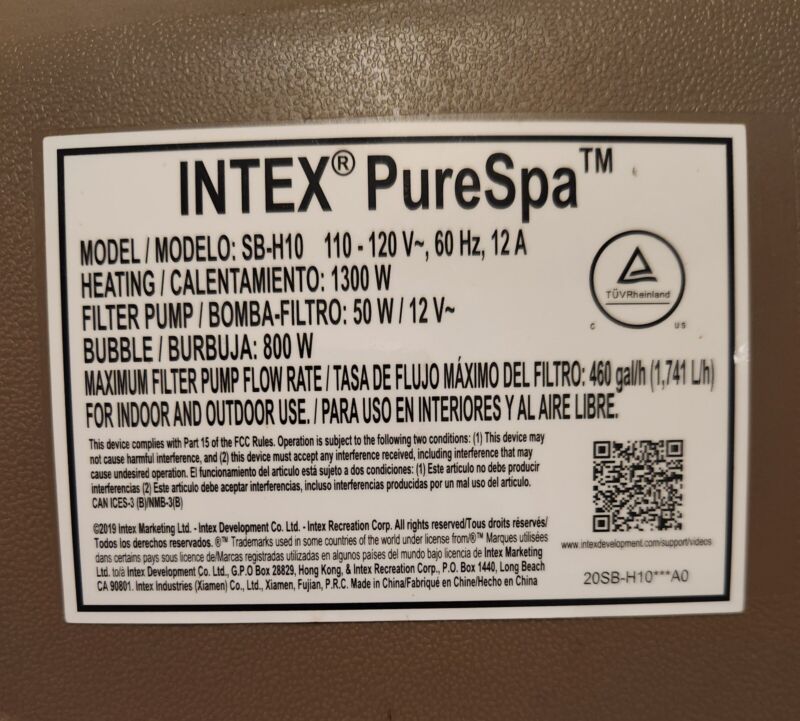 INTEX® PureSpa™
MODEL / MODELO: SB-H10 110 - 120 V~, 60 Hz, 12 A
HEATING / CALENTAMIENTO: 1300 W
FILTER PUMP / BOMBA-FILTRO: 50 W / 12 V~
BUBBLE / BURBUJA: 800 W
MAXIMUM FILTER PUMP FLOW RATE / TASA DE FLUJO MÁXIMO DEL FILTRO: 460 gal/h (1,741 L/h)
FOR INDOOR AND OUTDOOR USE. / PARA USO EN INTERIORES Y AL AIRE LIBRE.
TÜVRheinland
C US
This device complies with Part 15 of the FCC Rules. Operation is subject to the following two conditions: (1) This device may
not cause harmful interference, and (2) this device must accept any interference received, including interference that may
cause undesired operation. El funcionamiento del articulo está sujeto a dos condiciones: (1) Este articulo no debe producir
interferencias (2) Este articulo debe aceptar interferencias, incluso interferencias producidas por un mal uso del articulo.
CAN ICES-3 (B)/NMB-3(B)
©2019 Intex Marketing Ltd. - Intex Development Co. Ltd. - Intex Recreation Corp. All rights reserved/Tous droits réservés/
Todos los derechos reservados. ®™ Trademarks used in some countries of the world under license from/®™ Marques utilisées
dans certains pays sous licence de/Marcas registradas utilizadas en algunos países del mundo bajo licencia de Intex Marketing
Ltd. to/à Intex Development Co. Ltd., G.P.O Box 28829, Hong Kong, & Intex Recreation Corp., P.O. Box 1440, Long Beach
CA 90801. Intex Industries (Xiamen) Co., Ltd., Xiamen, Fujian, P.R.C. Made in China/Fabriqué en Chine/Hecho en Chino
www.intexdevelopment.com/support/videos
20SB-H10***A0